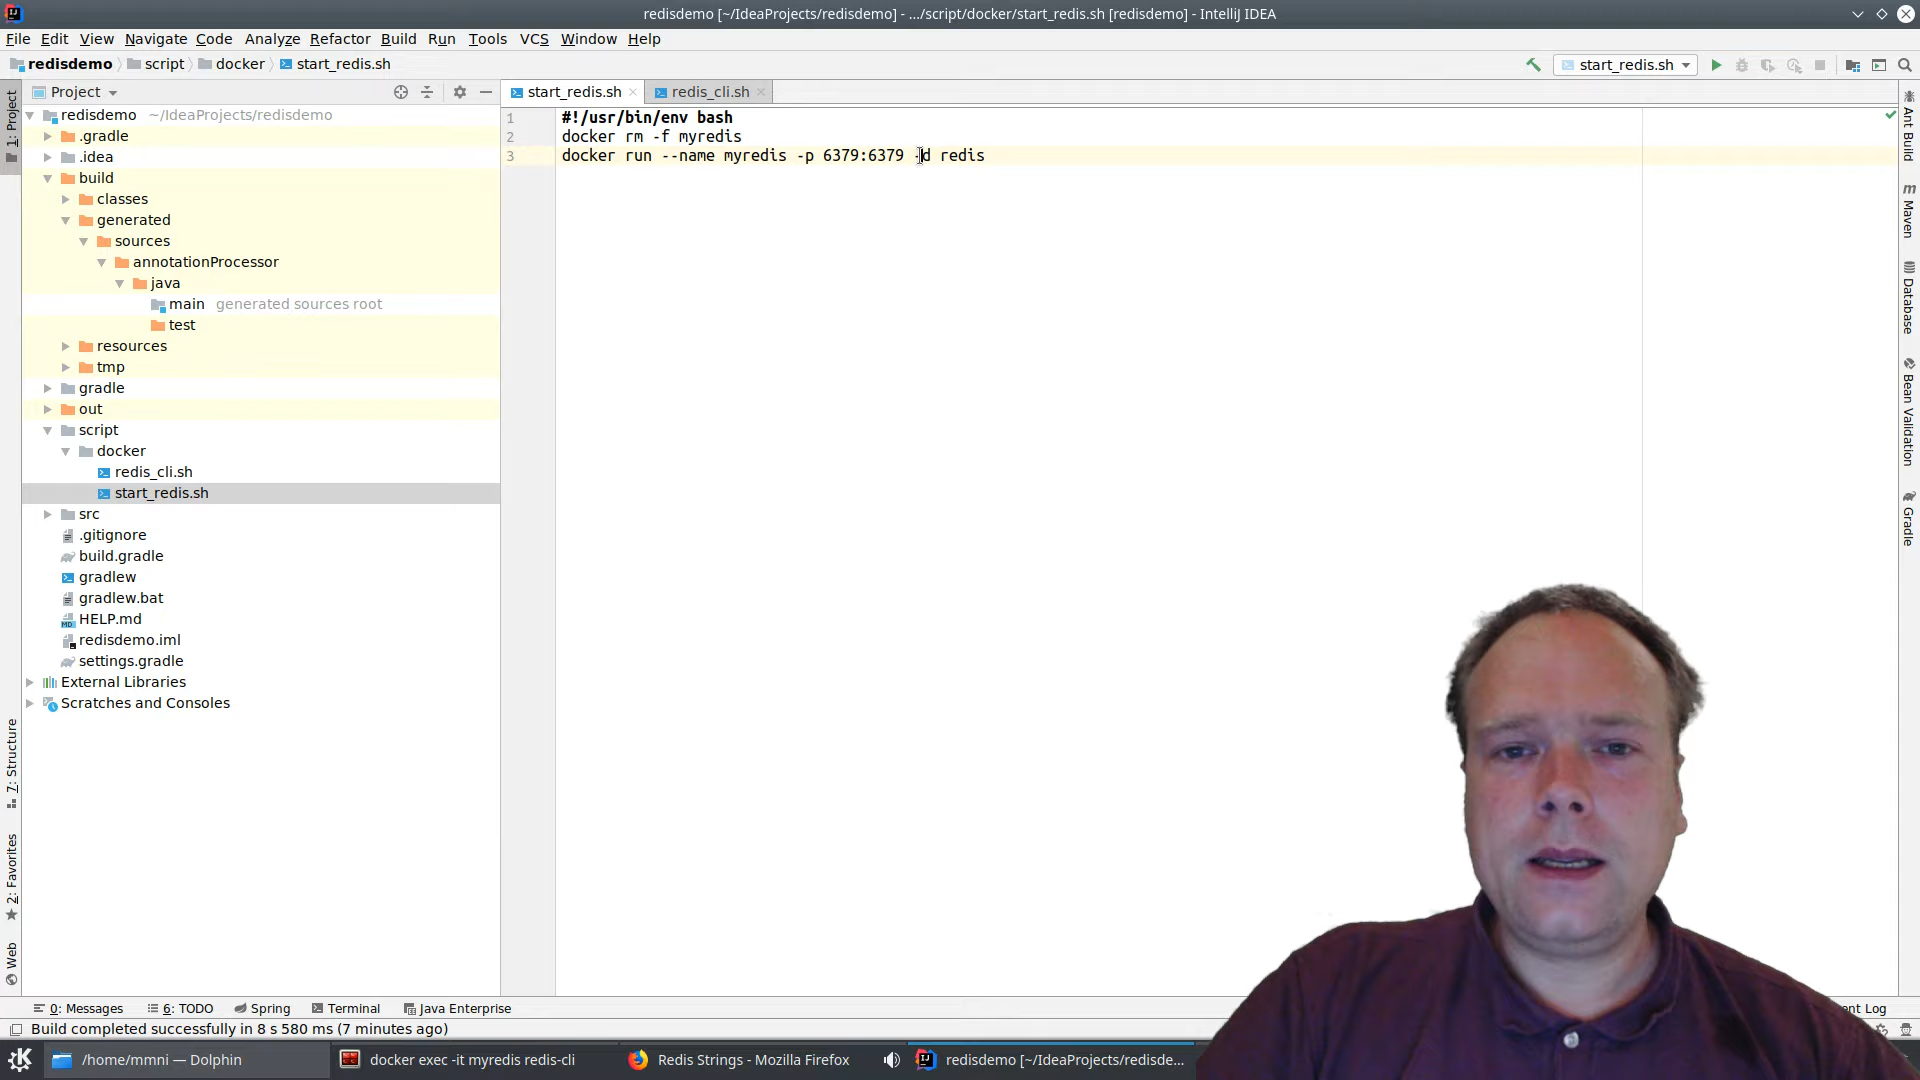 redisdemo [~/IdeaProjects/redisdemo] - .../script/docker/start_redis.sh [redisdemo] - IntelliJ IDEA
File Edit View Navigate Code Analyze Refactor Build Run Tools VCS Window Help
redisdemo script docker start_redis.sh
start_redis.sh
Project
start_redis.sh redis_cli.sh
1: Project
redisdemo ~/IdeaProjects/redisdemo
.gradle
.idea
build
classes
generated
sources
annotationProcessor
java
main generated sources root
test
resources
tmp
gradle
out
script
docker
redis_cli.sh
start_redis.sh
src
.gitignore
build.gradle
gradlew
gradlew.bat
HELP.md
redisdemo.iml
settings.gradle
External Libraries
Scratches and Consoles
7: Structure
2: Favorites
Web
1 #!/usr/bin/env bash
2 docker rm -f myredis
3 docker run --name myredis -p 6379:6379 -d redis
Ant Build
Maven
Database
Bean Validation
Gradle
0: Messages 6: TODO Spring Terminal Java Enterprise
ent Log
Build completed successfully in 8 s 580 ms (7 minutes ago)
/home/mmni — Dolphin
docker exec -it myredis redis-cli
Redis Strings - Mozilla Firefox
redisdemo [~/IdeaProjects/redisde...